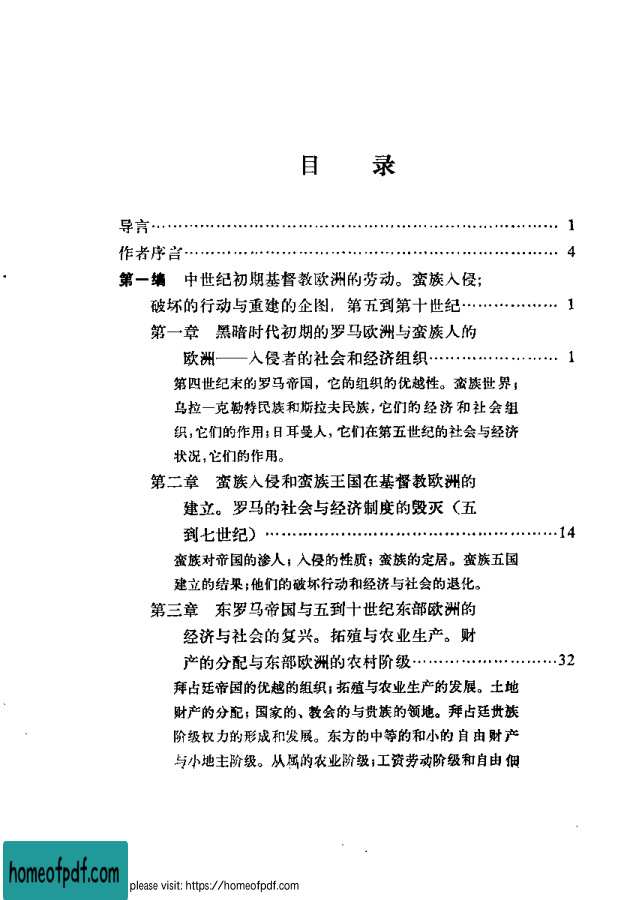 目 录
导言…………………………………………………………… 1
作者序言……………………………………………………… 4
第一编 中世纪初期基督教欧洲的劳动。蛮族入侵；
破坏的行动与重建的企图，第五到第十世纪…………… 1
第一章 黑暗时代初期的罗马欧洲与蛮族人的
欧洲——入侵者的社会和经济组织………………… 1
第四世纪末的罗马帝国，它的组织的优越性。蛮族世界；
乌拉—克勒特民族和斯拉夫民族，它们的经济和社会组
织，它们的作用；日耳曼人，它们在第五世纪的社会与经济
状况，它们的作用。
第二章 蛮族入侵和蛮族王国在基督教欧洲的
建立。罗马的社会与经济制度的毁灭（五
到七世纪）…………………………………………14
蛮族对帝国的渗人；入侵的性质；蛮族的定居。蛮族五国
建立的结果；他们的破坏行动和经济与社会的退化。
第三章 东罗马帝国与五到十世纪东部欧洲的
经济与社会的复兴。拓殖与农业生产。财
产的分配与东部欧洲的农村阶级……………………32
拜占廷帝国的优越的组织；拓殖与农业生产的发展。土地
财产的分配；国家的、教会的与贵族的领地。拜占廷贵族
阶级权力的形成和发展。东方的中等的和小的自由财产
与小地主阶级。从属的农业阶级；工资劳动阶级和自由佃
homeofpdf.com
please visit: https://homeofpdf.com